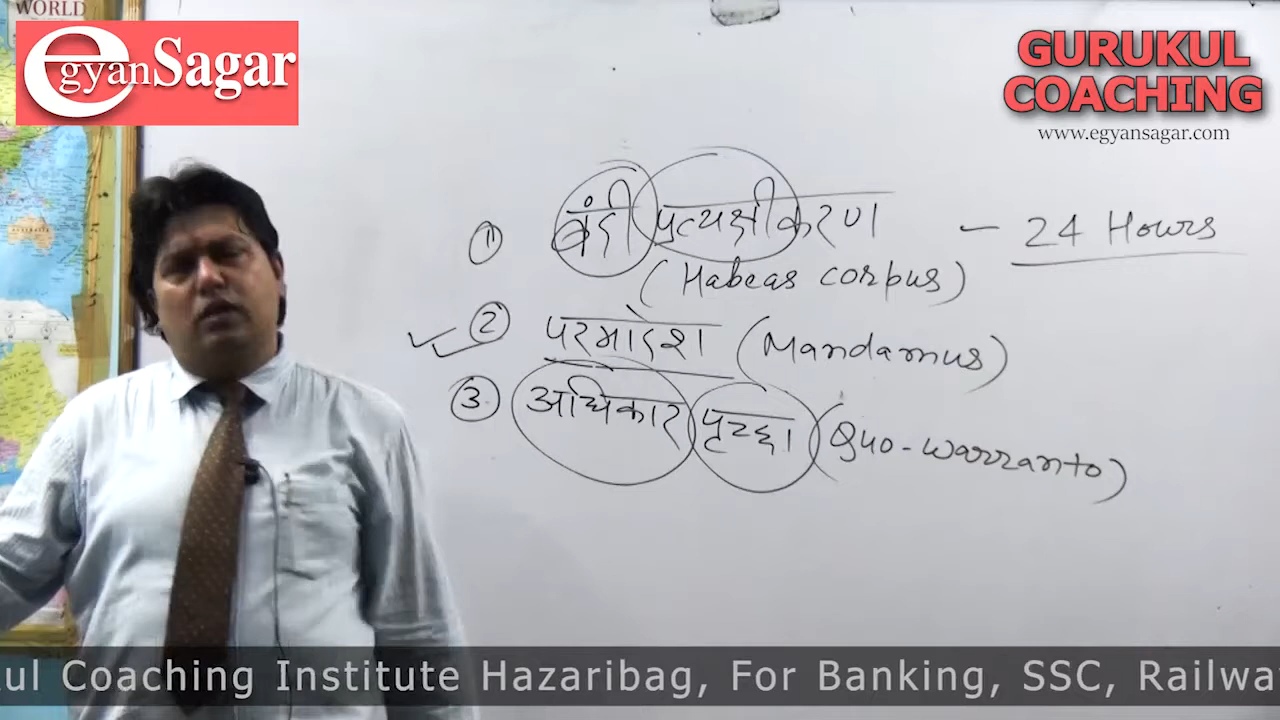 WORLD
egyanSagar
GURUKUL
COACHING
www.egyansagar.com
① बंदी प्रत्यक्षीकरण - 24 Hours
(Habeas corpus)
② परमादेश (Mandamus)
③ अधिकार पृच्छा (Quo-warranto)
kul Coaching Institute Hazaribag, For Banking, SSC, Railwa